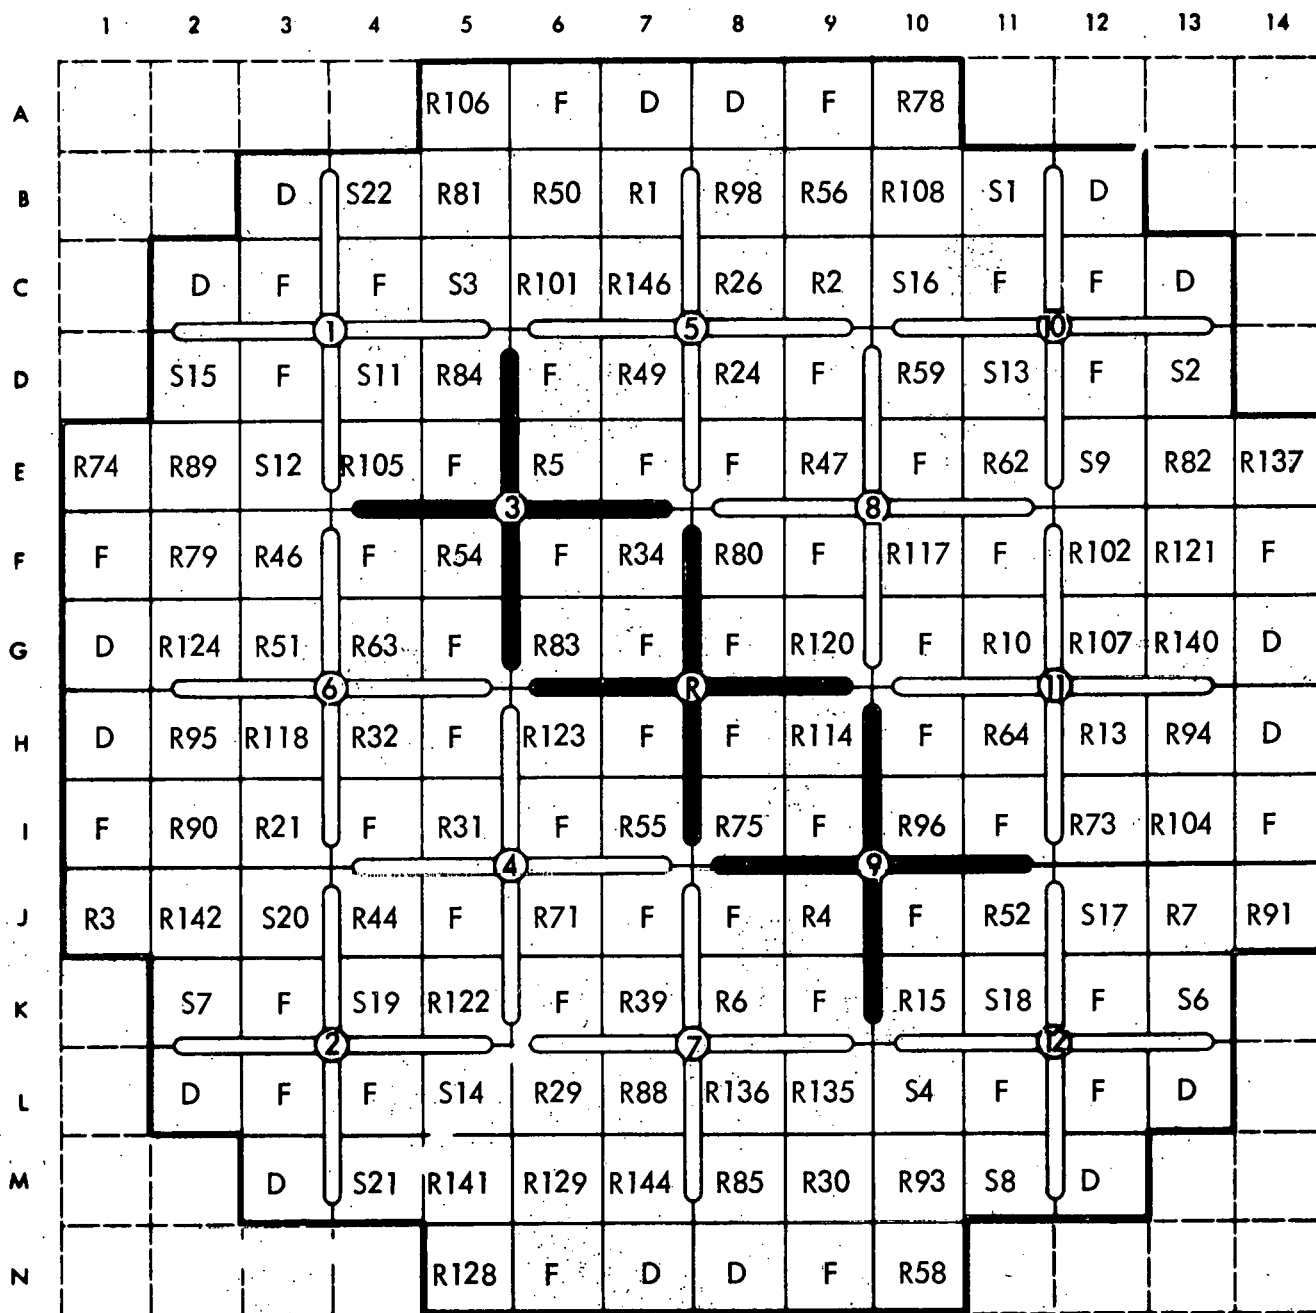 1 2 3 4 5 6 7 8 9 10 11 12 13 14
A R106 F D D F R78
B D S22 R81 R50 R1 R98 R56 R108 S1 D
C D F F S3 R101 R146 R26 R2 S16 F F D
1 5 10
D S15 F S11 R84 F R49 R24 F R59 S13 F S2
E R74 R89 S12 R105 F R5 F F R47 F R62 S9 R82 R137
3 8
F F R79 R46 F R54 F R34 R80 F R117 F R102 R121 F
G D R124 R51 R63 F R83 F F R120 F R10 R107 R140 D
6 R 11
H D R95 R118 R32 F R123 F F R114 F R64 R13 R94 D
I F R90 R21 F R31 F R55 R75 F R96 F R73 R104 F
4 9
J R3 R142 S20 R44 F R71 F F R4 F R52 S17 R7 R91
K S7 F S19 R122 F R39 R6 F R15 S18 F S6
2 7 12
L D F F S14 R29 R88 R136 R135 S4 F F D
M D S21 R141 R129 R144 R85 R30 R93 S8 D
N R128 F D D F R58